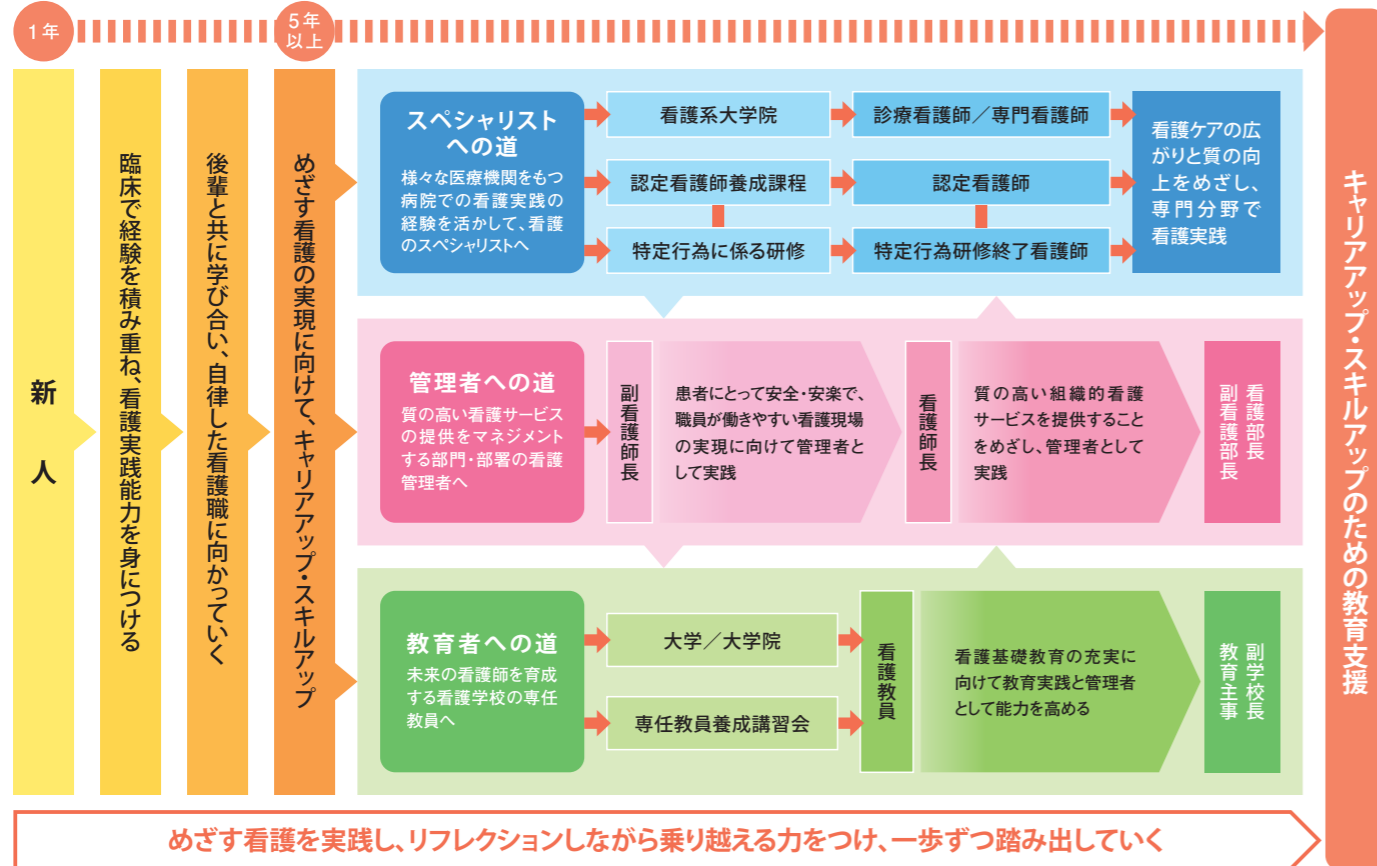 1年
5年
以上
新人
臨床で経験を積み重ね、看護実践能力を身につける
後輩と共に学び合い、自律した看護職に向かっていく
めざす看護の実現に向けて、キャリアアップ・スキルアップ
スペシャリスト
への道
様々な医療機関をもつ
病院での看護実践の
経験を活かして、看護
のスペシャリストへ
看護系大学院
診療看護師／専門看護師
認定看護師養成課程
認定看護師
特定行為に係る研修
特定行為研修終了看護師
看護ケアの広
がりと質の向
上をめざし、
専門分野で
看護実践
管理者への道
質の高い看護サービス
の提供をマネジメント
する部門・部署の看護
管理者へ
副看護師長
患者にとって安全・安楽で、
職員が働きやすい看護現場
の実現に向けて管理者と
して実践
看護師長
質の高い組織的看護
サービスを提供すること
をめざし、管理者として
実践
看護部長
副看護部長
教育者への道
未来の看護師を育成
する看護学校の専任
教員へ
大学／大学院
専任教員養成講習会
看護教員
看護基礎教育の充実に
向けて教育実践と管理者
として能力を高める
副学校長
教育主事
キャリアアップ・スキルアップのための教育支援
めざす看護を実践し、リフレクションしながら乗り越える力をつけ、一歩ずつ踏み出していく